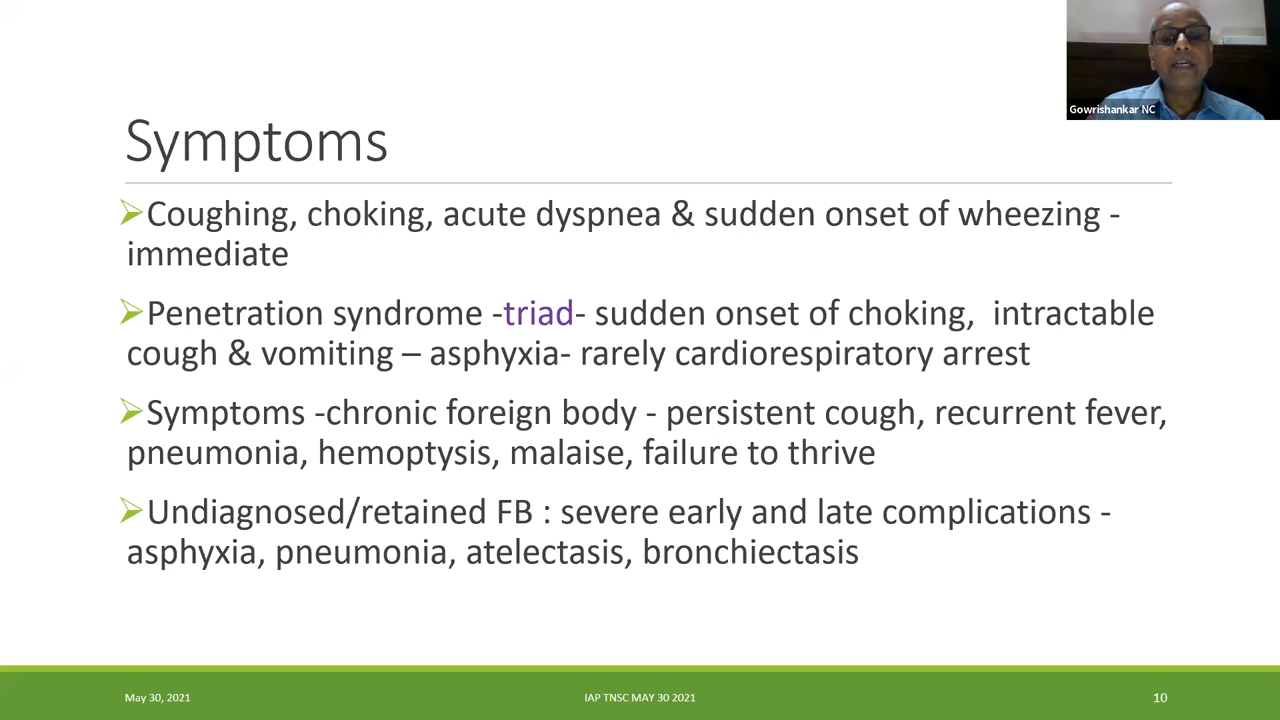 Gowrishankar NC
Symptoms
➢Coughing, choking, acute dyspnea & sudden onset of wheezing -
immediate
➢Penetration syndrome -triad- sudden onset of choking,  intractable
cough & vomiting – asphyxia- rarely cardiorespiratory arrest
➢Symptoms -chronic foreign body - persistent cough, recurrent fever,
pneumonia, hemoptysis, malaise, failure to thrive
➢Undiagnosed/retained FB : severe early and late complications -
asphyxia, pneumonia, atelectasis, bronchiectasis
May 30, 2021
IAP TNSC MAY 30 2021
10